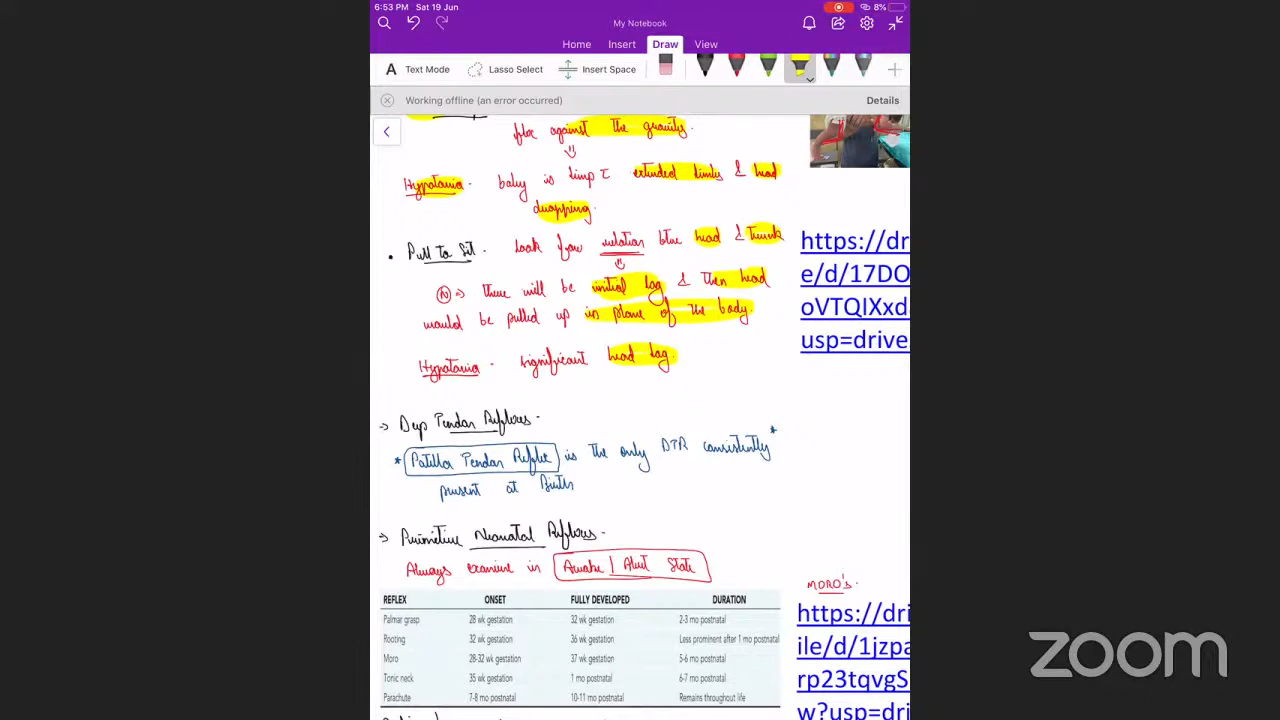 6:53 PM Sat 19 Jun
8%
My Notebook
Home Insert Draw View
A Text Mode Lasso Select Insert Space
Working offline (an error occurred) Details
flex against the gravity.
Hypotonia - baby is limp c extended limbs & head
dropping.
• Pull to Sit - Look for relation btw head & trunk
(N) => there will be initial lag & then head
would be pulled up in plane of the body.
Hypotonia - significant head lag.
https://dr
e/d/17DO
oVTQIXxd
usp=drive
-> Deep Tendon Reflexes -
* Patellar Tendon Reflex is the only DTR consistently *
present at Birth
-> Primitive Neonatal Reflexes -
Always examine in Awake | Alert State
REFLEX ONSET FULLY DEVELOPED DURATION
Palmar grasp 28 wk gestation 32 wk gestation 2-3 mo postnatal
Rooting 32 wk gestation 36 wk gestation Less prominent after 1 mo postnatal
Moro 28-32 wk gestation 37 wk gestation 5-6 mo postnatal
Tonic neck 35 wk gestation 1 mo postnatal 6-7 mo postnatal
Parachute 7-8 mo postnatal 10-11 mo postnatal Remains throughout life
MORO's -
https://dri
ile/d/1jzpa
rp23tqvgS
w?usp=dri
zoom